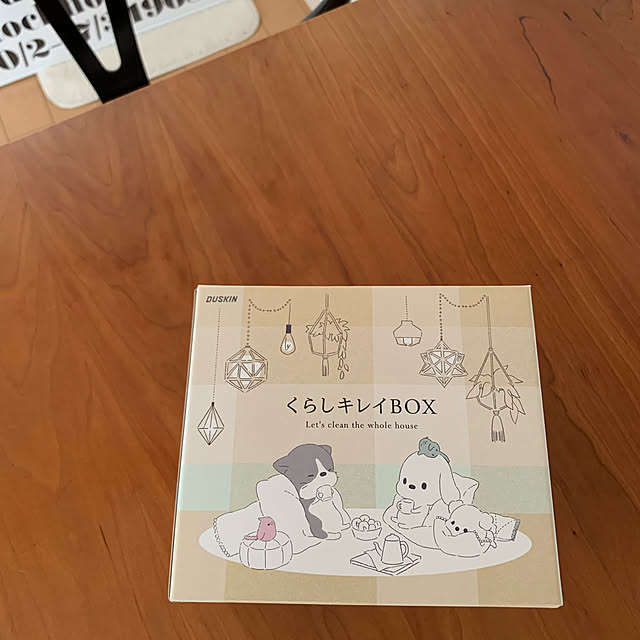 DUSKIN
くらしキレイBOX
Let's clean the whole house